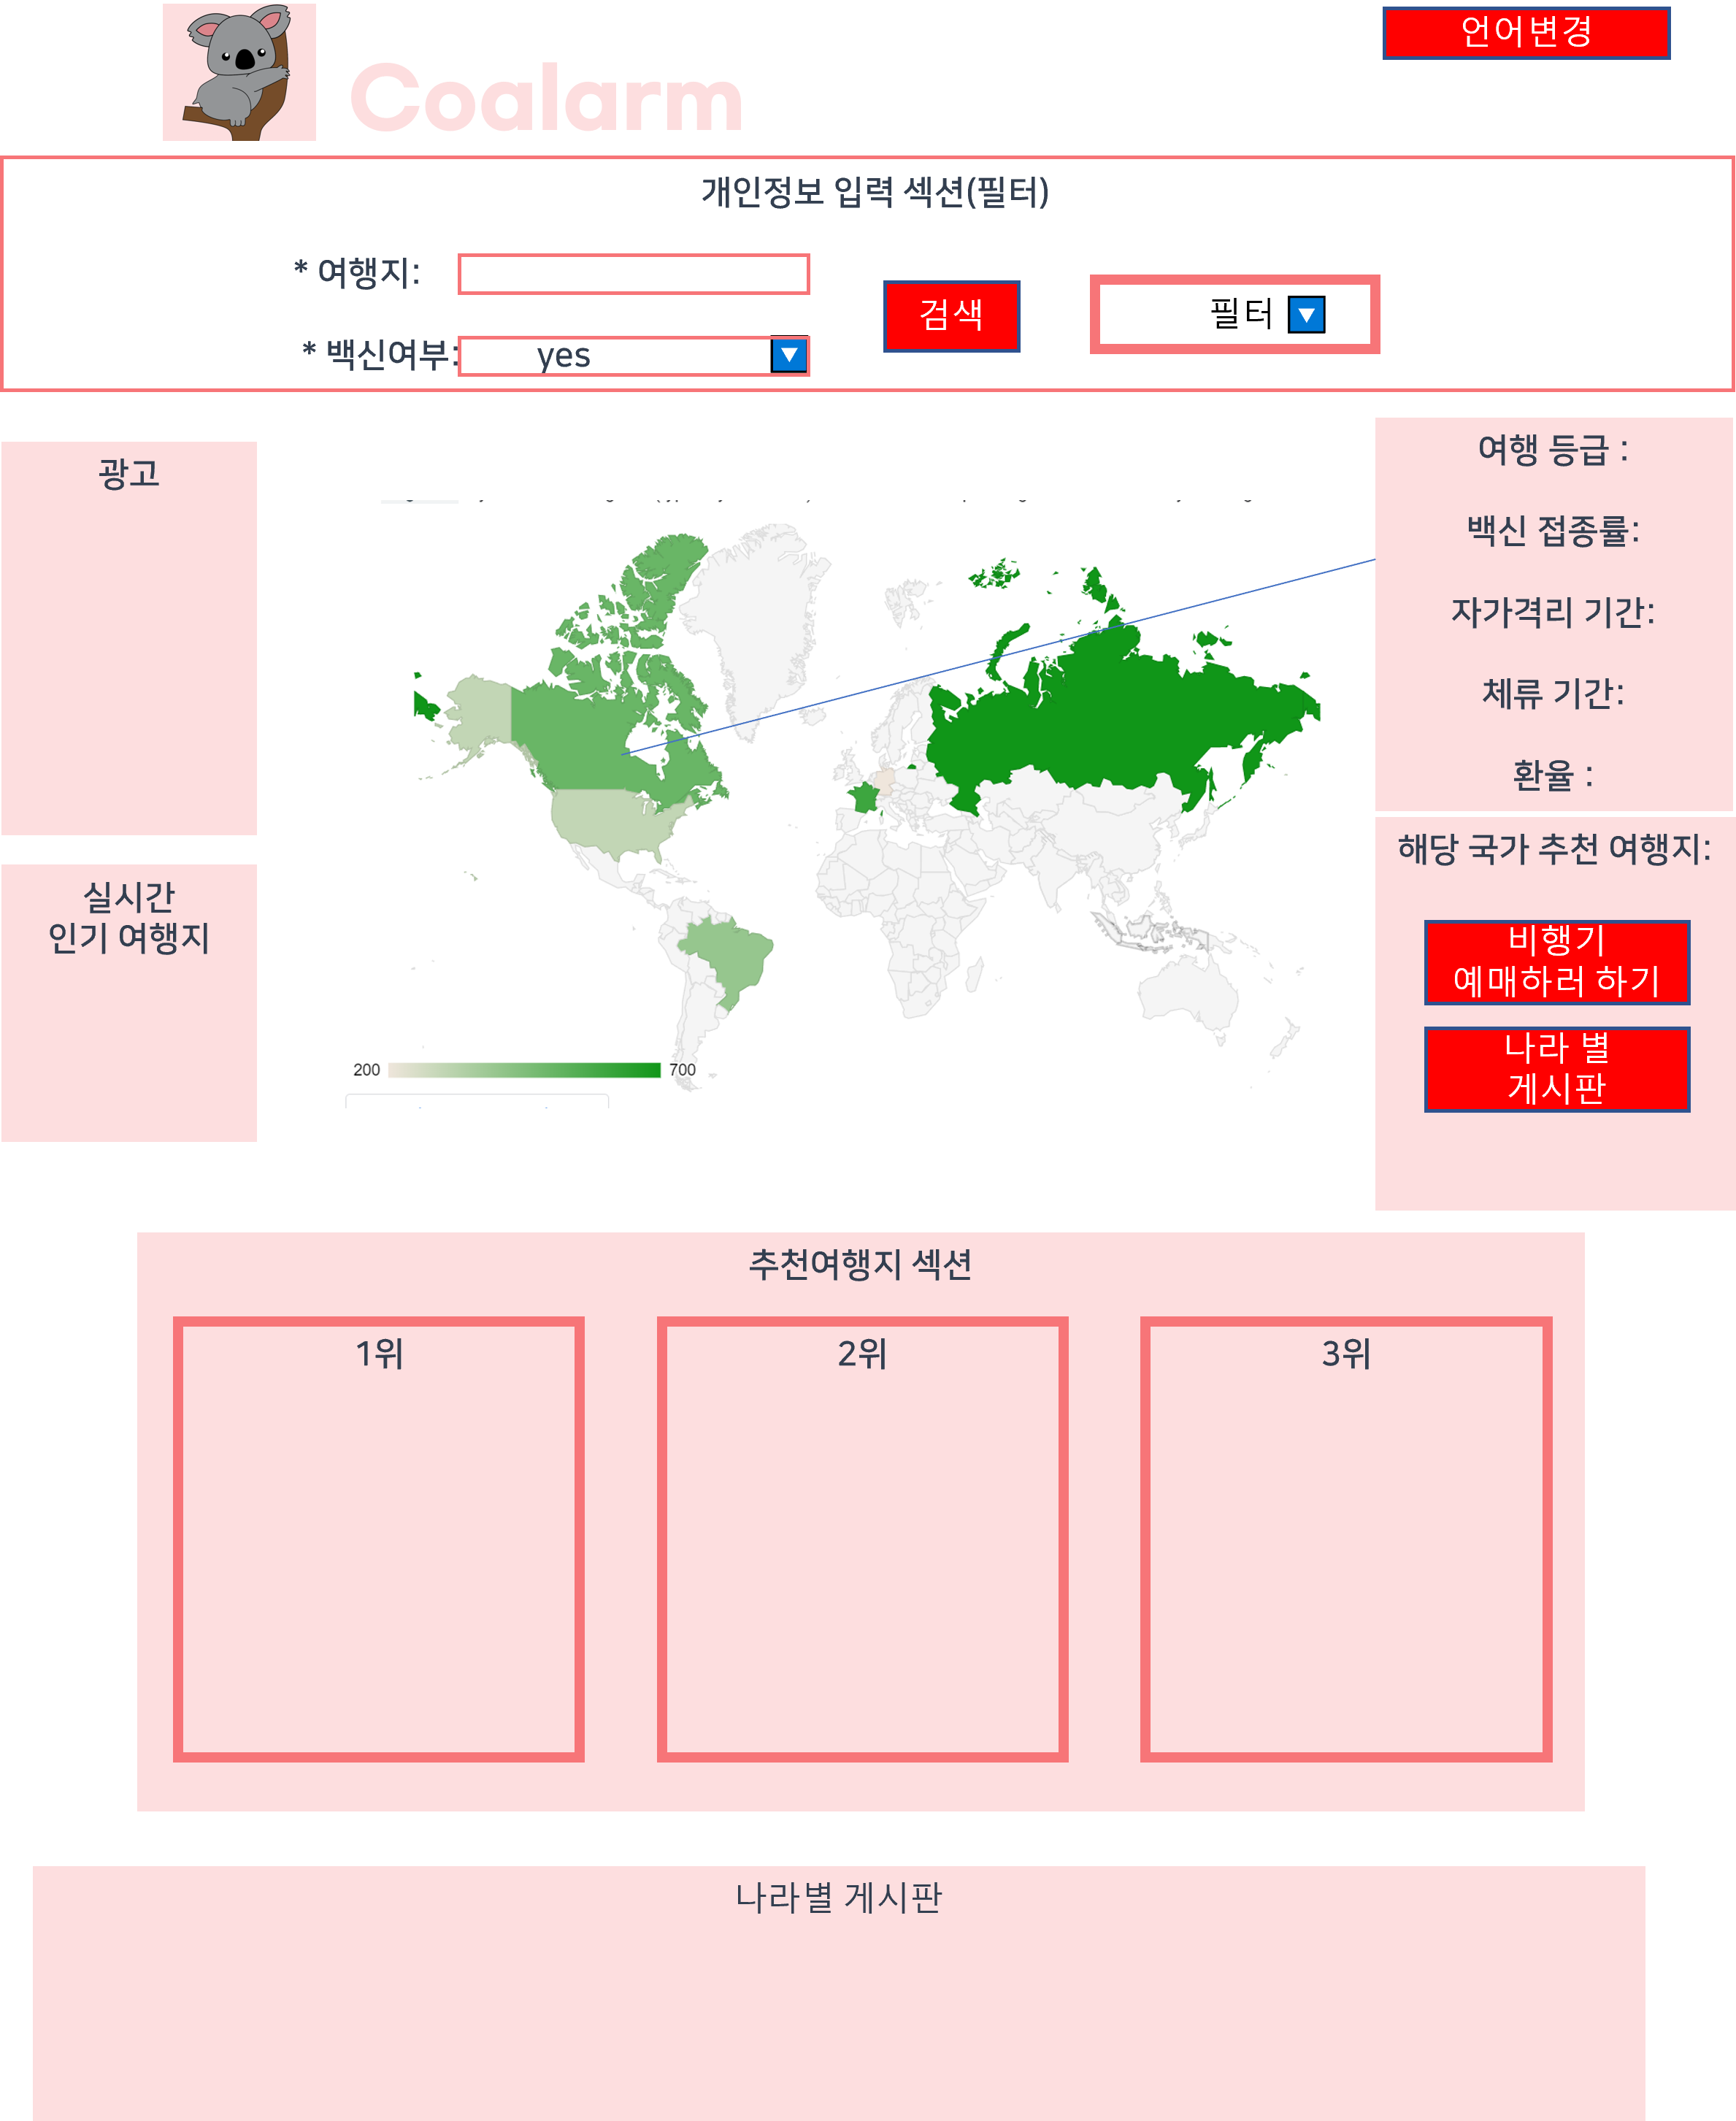 언어변경
Coalarm
개인정보 입력 섹션(필터)
* 여행지:
검색
필터
* 백신여부:
yes
광고
여행 등급 :
백신 접종률:
자가격리 기간:
체류 기간:
환율 :
실시간
인기 여행지
200
700
해당 국가 추천 여행지:
비행기
예매하러 하기
나라 별
게시판
추천여행지 섹션
1위
2위
3위
나라별 게시판